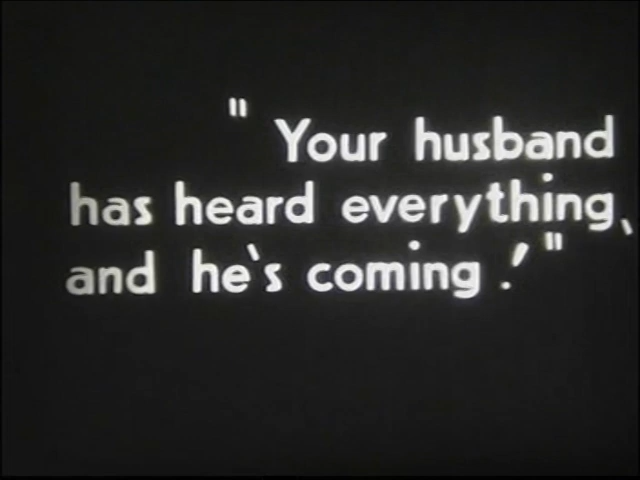 " Your husband
has heard everything,
and he's coming ! "